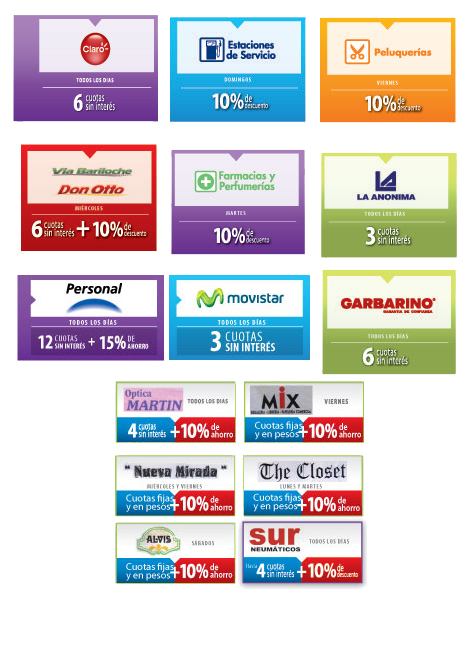 Claro
TODOS LOS DIAS
6 cuotas
sin interés
Estaciones
de Servicio
DOMINGOS
10% de
descuento
Peluquerías
VIERNES
10% de
descuento
Via Bariloche
Don Otto
MIÉRCOLES
6 cuotas
sin interés + 10% de
descuento
Farmacias y
Perfumerías
MARTES
10% de
descuento
LA ANONIMA
TODOS LOS DÍAS
3 cuotas
sin interés
Personal
TODOS LOS DÍAS
12 CUOTAS
SIN INTERÉS + 15% DE
AHORRO
movistar
TODOS LOS DÍAS
3 CUOTAS
SIN INTERÉS
GARBARINO
GARANTIA DE CONFIANZA
TODOS LOS DÍAS
6 cuotas
sin interés
Optica
MARTIN
TODOS LOS DIAS
4 cuotas
sin interés +10% de
ahorro
MIX
VIERNES
Cuotas fijas
y en pesos +10% de
ahorro
" Nueva Mirada "
MIÉRCOLES Y VIERNES
Cuotas fijas
y en pesos +10% de
ahorro
The Closet
LUNES Y MARTES
Cuotas fijas
y en pesos +10% de
ahorro
ALVIS
SÁBADOS
Cuotas fijas
y en pesos +10% de
ahorro
sur
NEUMÁTICOS
TODOS LOS DÍAS
Hasta 4 cuotas
sin interés +10% de
descuento